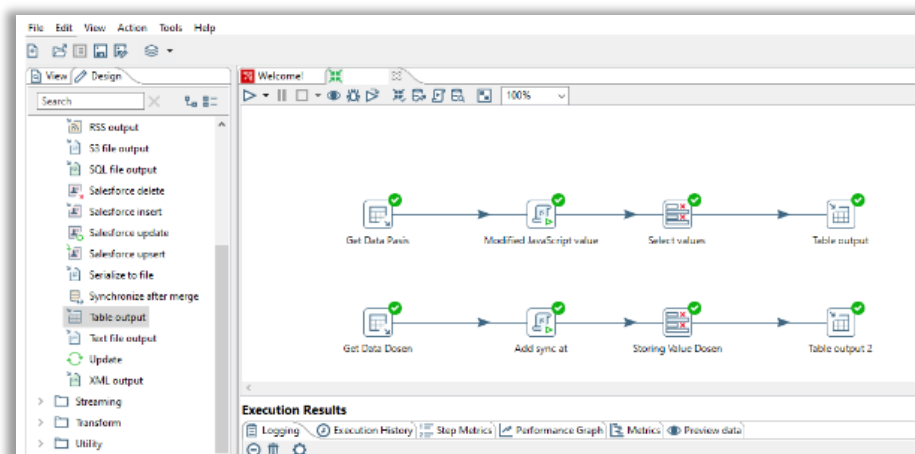 File Edit View Action Tools Help
View Design
Welcome!
Search
100%
RSS output
S3 file output
SQL file output
Salesforce delete
Salesforce insert
Salesforce update
Salesforce upsert
Serialize to file
Synchronize after merge
Table output
Text file output
Update
XML output
Streaming
Transform
Utility
Get Data Pasis Modified JavaScript value Select values Table output
Get Data Dosen Add sync at Storing Value Dosen Table output 2
Execution Results
Logging Execution History Step Metrics Performance Graph Metrics Preview data